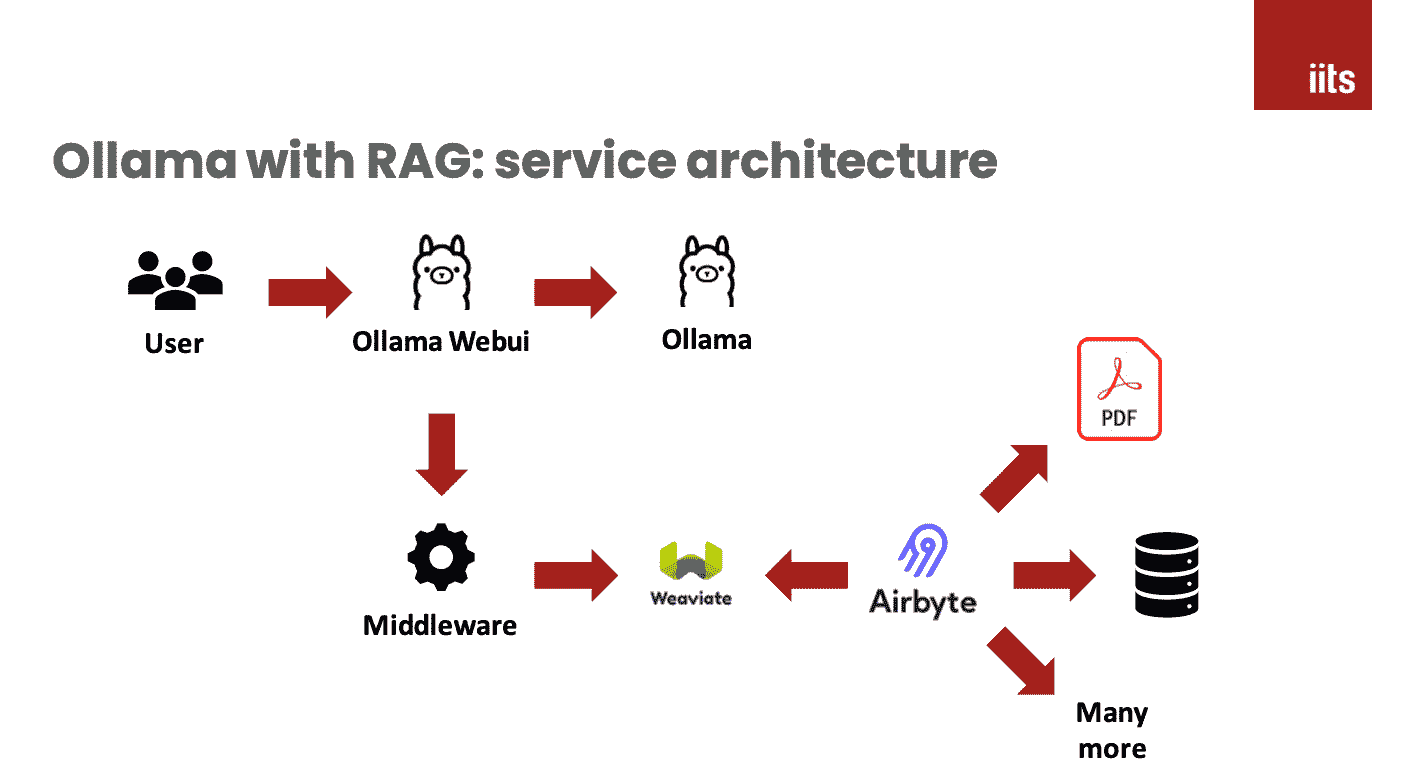 iits
Ollama with RAG: service architecture
User
Ollama Webui
Ollama
PDF
Middleware
Weaviate
Airbyte
Many
more